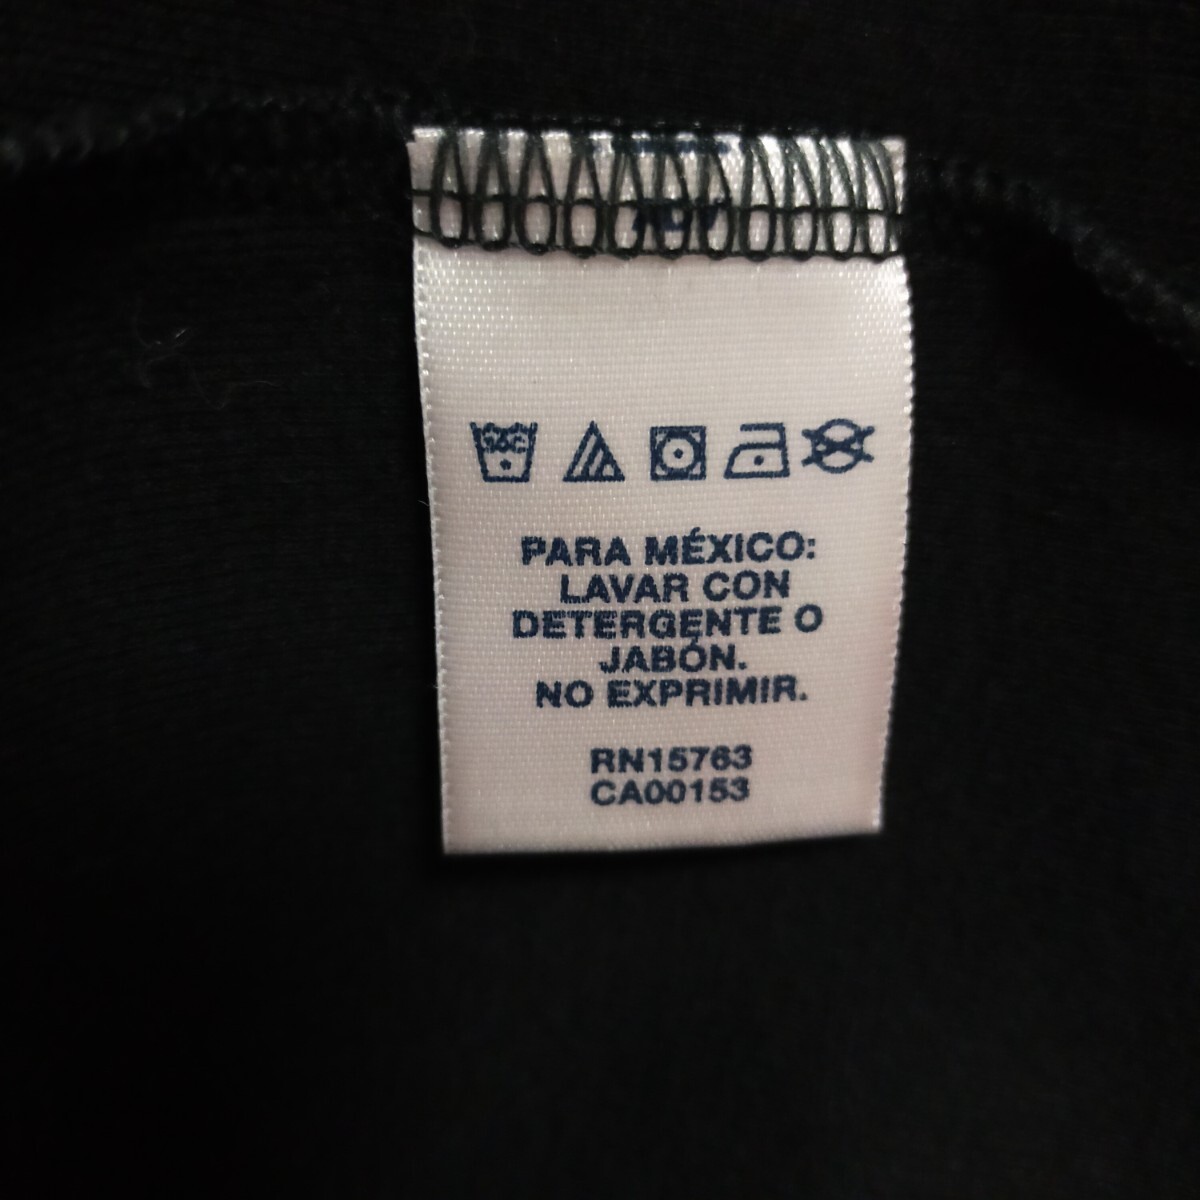 PARA MÉXICO:
LAVAR CON
DETERGENTE O
JABÓN.
NO EXPRIMIR.
RN15763
CA00153